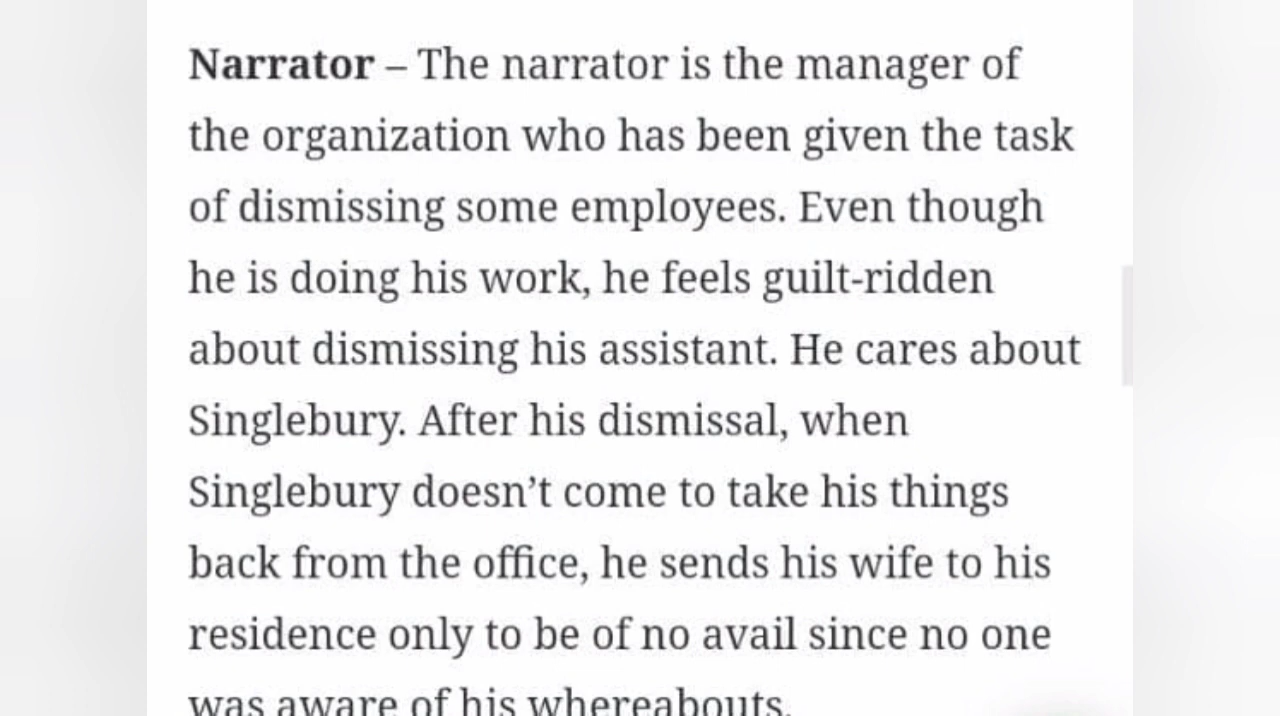 Narrator – The narrator is the manager of
the organization who has been given the task
of dismissing some employees. Even though
he is doing his work, he feels guilt-ridden
about dismissing his assistant. He cares about
Singlebury. After his dismissal, when
Singlebury doesn’t come to take his things
back from the office, he sends his wife to his
residence only to be of no avail since no one
was aware of his whereabouts.